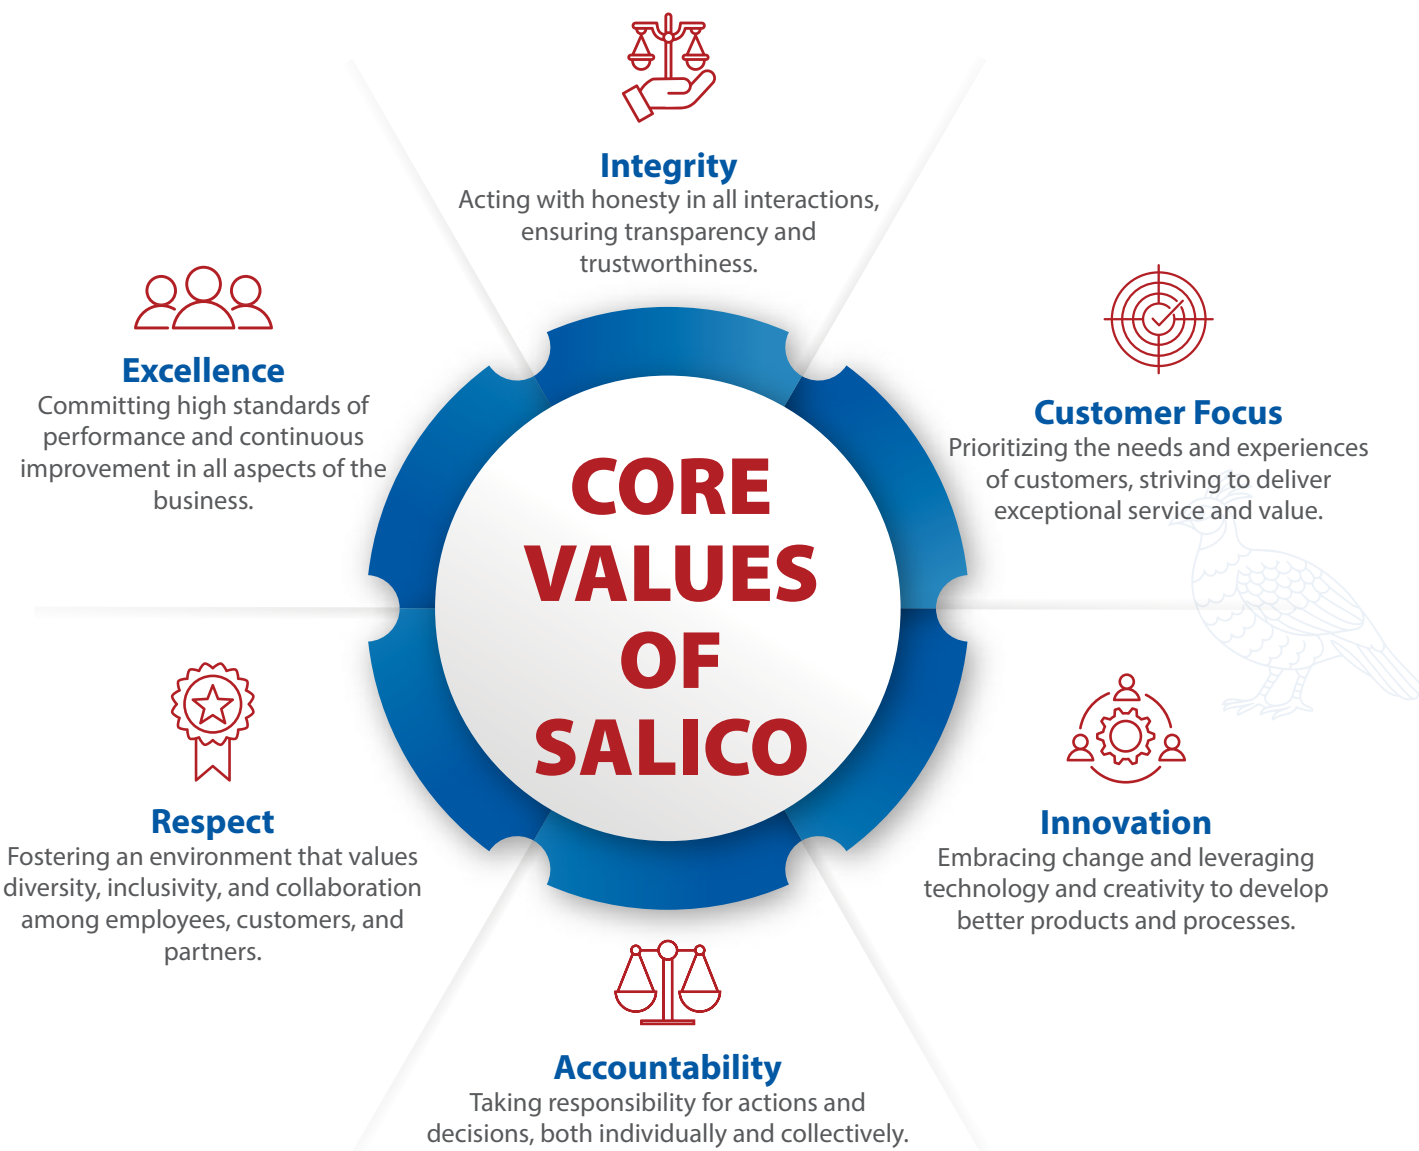 Integrity
Acting with honesty in all interactions,
ensuring transparency and
trustworthiness.
Customer Focus
Prioritizing the needs and experiences
of customers, striving to deliver
exceptional service and value.
Innovation
Embracing change and leveraging
technology and creativity to develop
better products and processes.
Accountability
Taking responsibility for actions and
decisions, both individually and collectively.
Respect
Fostering an environment that values
diversity, inclusivity, and collaboration
among employees, customers, and
partners.
Excellence
Committing high standards of
performance and continuous
improvement in all aspects of the
business.
CORE
VALUES
OF
SALICO